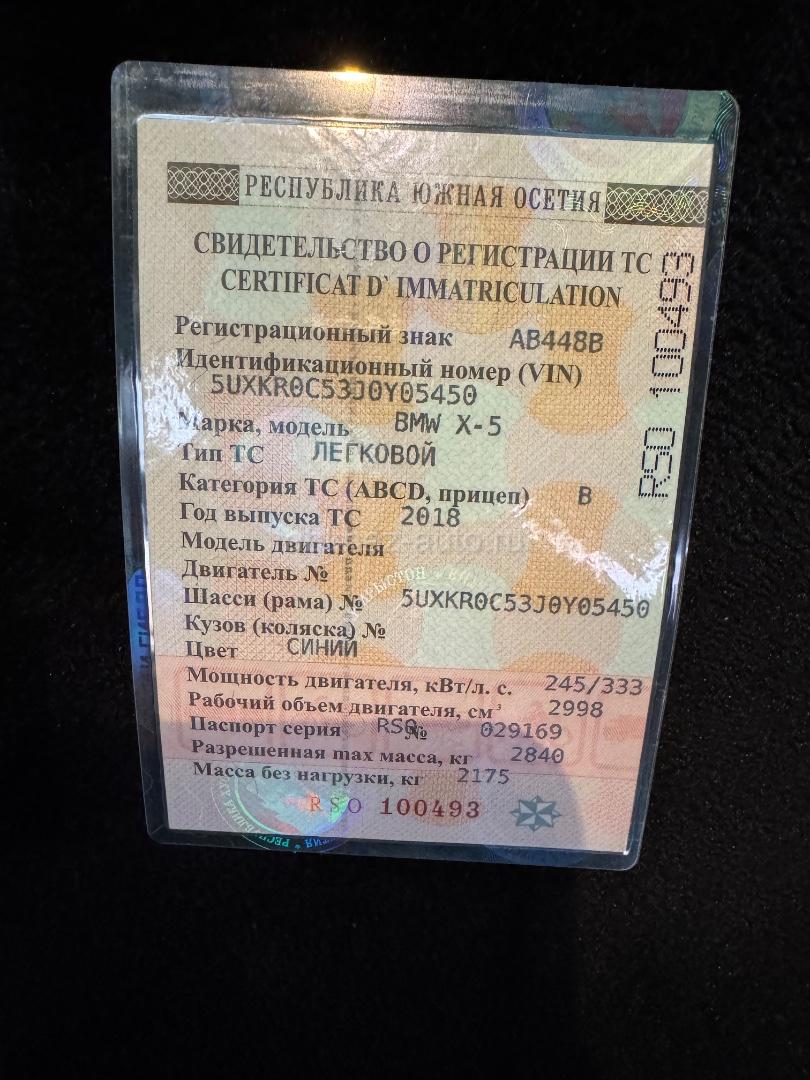 РЕСПУБЛИКА ЮЖНАЯ ОСЕТИЯ
СВИДЕТЕЛЬСТВО О РЕГИСТРАЦИИ ТС
CERTIFICAT D` IMMATRICULATION
Регистрационный знак АВ448В
Идентификационный номер (VIN)
5UXKR0C53J0Y05450
Марка, модель BMW X-5
Тип ТС ЛЕГКОВОЙ
Категория ТС (ABCD, прицеп) В
Год выпуска ТС 2018
Модель двигателя
Двигатель №
Шасси (рама) № 5UXKR0C53J0Y05450
Кузов (коляска) №
Цвет СИНИЙ
Мощность двигателя, кВт/л. с. 245/333
Рабочий объем двигателя, см³ 2998
Паспорт серия RSO № 029169
Разрешенная max масса, кг 2840
Масса без нагрузки, кг 2175
RSO 100493
RSO 100493